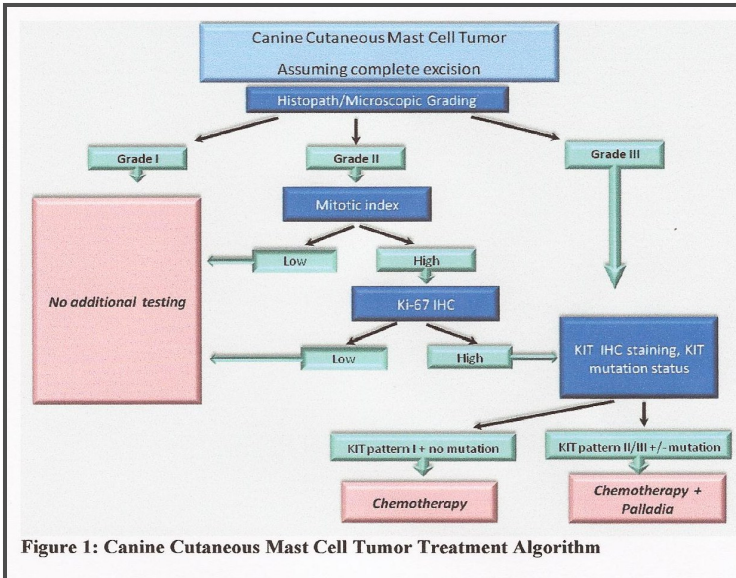 Canine Cutaneous Mast Cell Tumor
Assuming complete excision
Histopath/Microscopic Grading
Grade I
Grade II
Grade III
Mitotic index
Low
High
No additional testing
Ki-67 IHC
Low
High
KIT IHC staining, KIT
mutation status
KIT pattern I + no mutation
KIT pattern II/III +/- mutation
Chemotherapy
Chemotherapy +
Palladia
Figure 1: Canine Cutaneous Mast Cell Tumor Treatment Algorithm